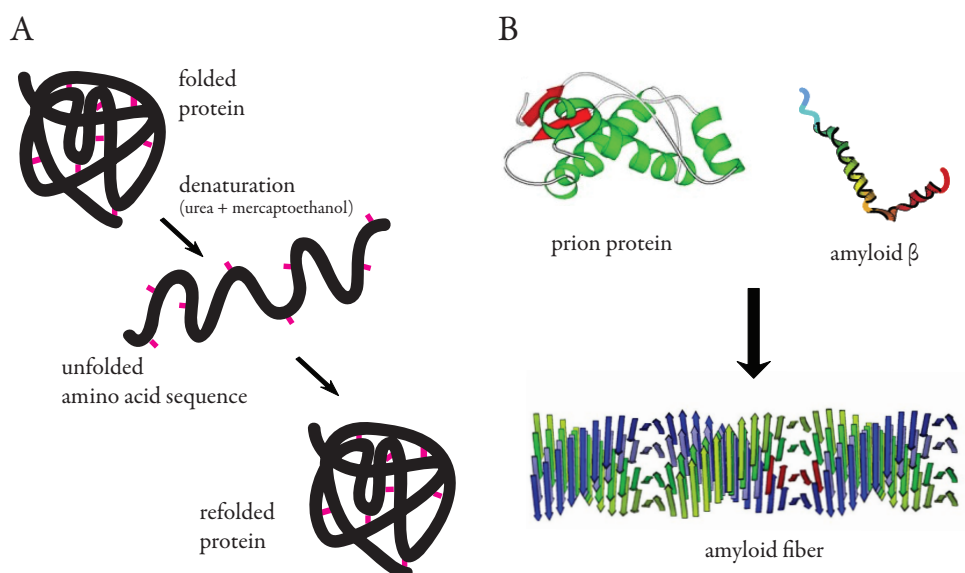 A
folded
protein
denaturation
(urea + mercaptoethanol)
unfolded
amino acid sequence
refolded
protein
B
prion protein
amyloid β
amyloid fiber